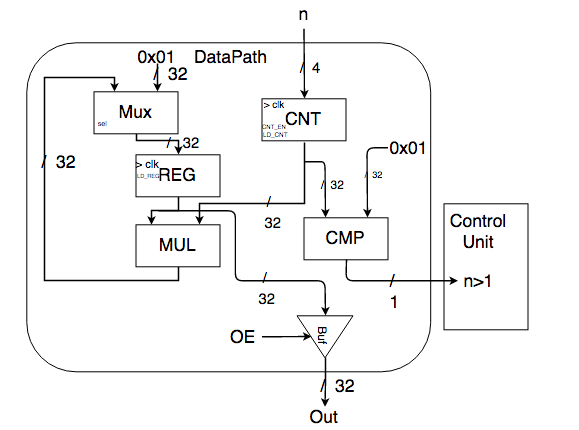 n
0x01
DataPath
32
4
Mux
sel
> clk
CNT
CNT_EN
LD_CNT
32
0x01
32
> clk
LD_REG
REG
32
32
32
MUL
CMP
Control
Unit
n>1
32
1
OE
Buf
32
Out